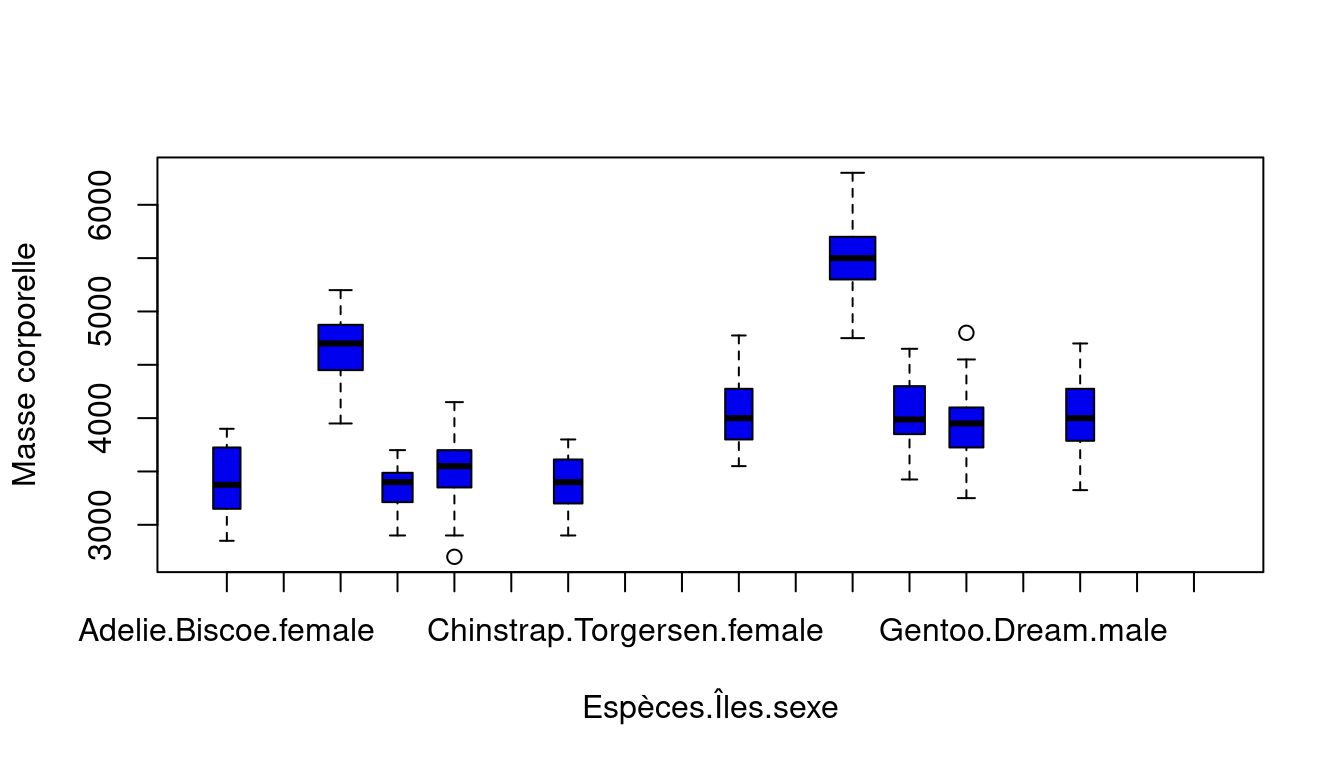 Masse corporelle
6000
5000
4000
3000
Adelie.Biscoe.female Chinstrap.Torgersen.female Gentoo.Dream.male
Espèces.Îles.sexe